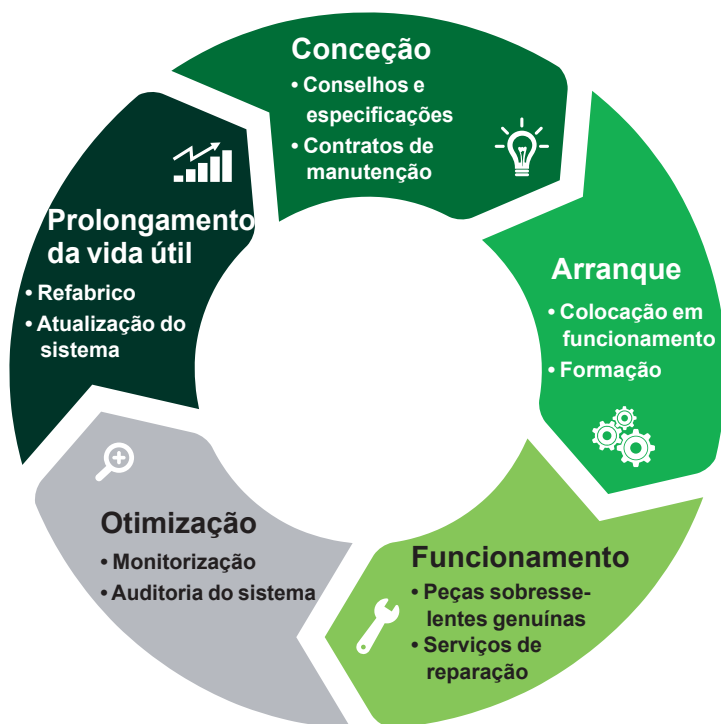 Conceção
• Conselhos e
especificações
• Contratos de
manutenção
Arranque
• Colocação em
funcionamento
• Formação
Funcionamento
• Peças sobresse-
lentes genuínas
• Serviços de
reparação
Otimização
• Monitorização
• Auditoria do sistema
Prolongamento
da vida útil
• Refabrico
• Atualização do
sistema